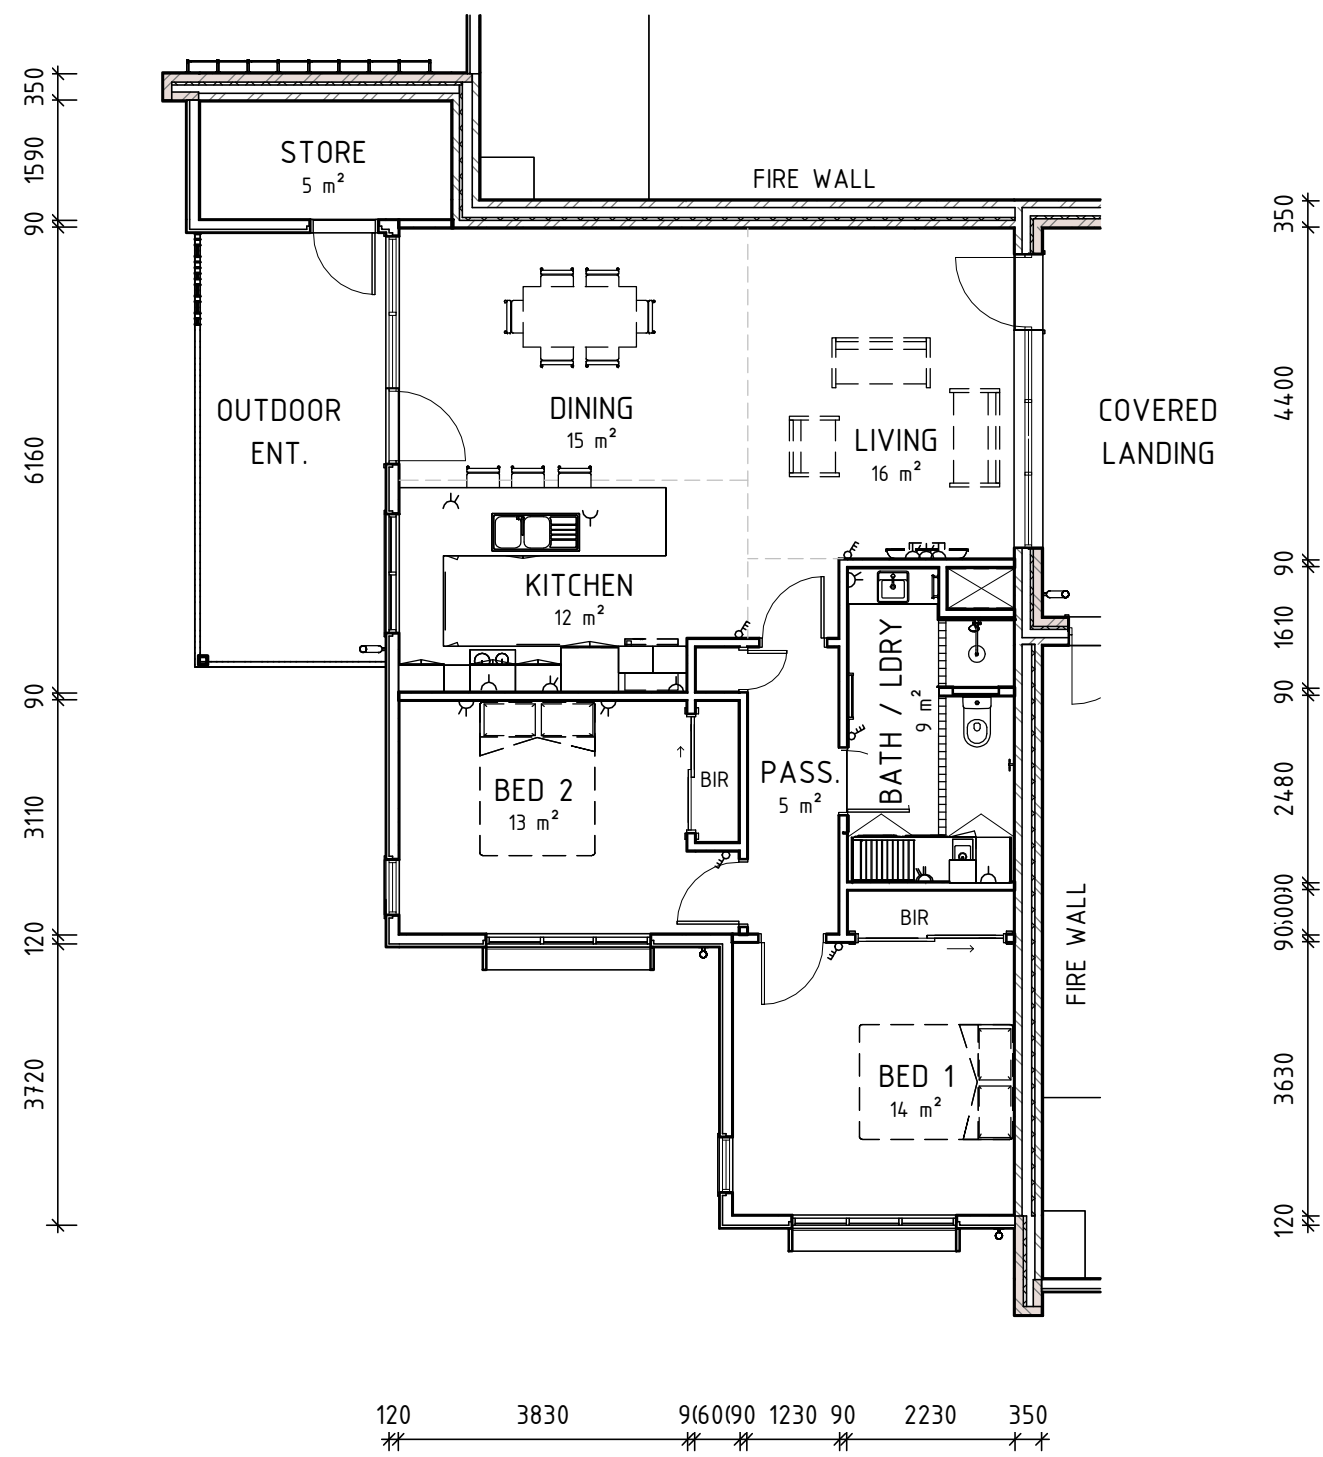 350
1590
90
6160
90
3110
120
3720
STORE
5 m²
FIRE WALL
OUTDOOR
ENT.
DINING
15 m²
LIVING
16 m²
COVERED
LANDING
KITCHEN
12 m²
BATH / LDRY
9 m²
BED 2
13 m²
BIR
PASS.
5 m²
BIR
FIRE WALL
BED 1
14 m²
350
4400
90
1610
90
2480
90
120
3630
120
3830
90
1230
90
2230
350